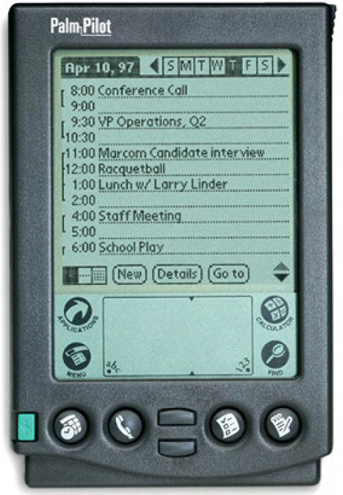 Palm Pilot
Apr 10, 97 S M T W T F S
8:00 Conference Call
9:00
9:30 VP Operations, Q2
10:30
11:00 Marcom Candidate interview
12:00 Racquetball
1:00 Lunch w/ Larry Linder
2:00
4:00 Staff Meeting
5:00
6:00 School Play
New Details Go to
APPLICATIONS
CALCULATOR
MENU
abc
123
FIND